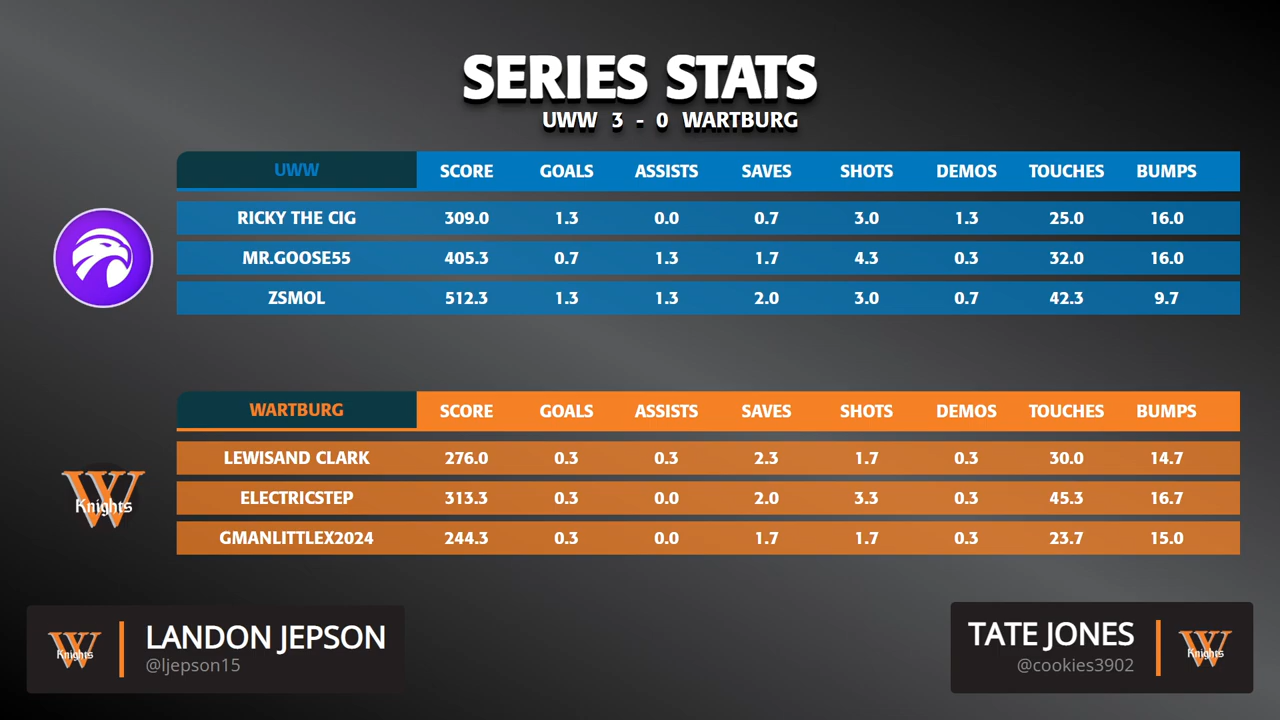 SERIES STATS
UWW 3 - 0 WARTBURG
UWW SCORE GOALS ASSISTS SAVES SHOTS DEMOS TOUCHES BUMPS
RICKY THE CIG 309.0 1.3 0.0 0.7 3.0 1.3 25.0 16.0
MR.GOOSE55 405.3 0.7 1.3 1.7 4.3 0.3 32.0 16.0
ZSMOL 512.3 1.3 1.3 2.0 3.0 0.7 42.3 9.7
WARTBURG SCORE GOALS ASSISTS SAVES SHOTS DEMOS TOUCHES BUMPS
LEWISAND CLARK 276.0 0.3 0.3 2.3 1.7 0.3 30.0 14.7
W
Knights
ELECTRICSTEP 313.3 0.3 0.0 2.0 3.3 0.3 45.3 16.7
GMANLITTLEX2024 244.3 0.3 0.0 1.7 1.7 0.3 23.7 15.0
W
Knights
LANDON JEPSON
@ljepson15
TATE JONES
@cookies3902
W
Knights